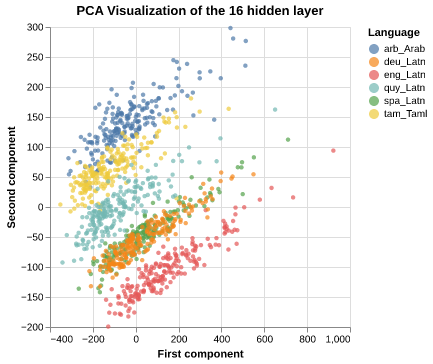 PCA Visualization of the 16 hidden layer
Language
arb_Arab
deu_Latn
eng_Latn
quy_Latn
spa_Latn
tam_Taml
Second component
300
250
200
150
100
50
0
−50
−100
−150
−200
−400 −200 0 200 400 600 800 1,000
First component